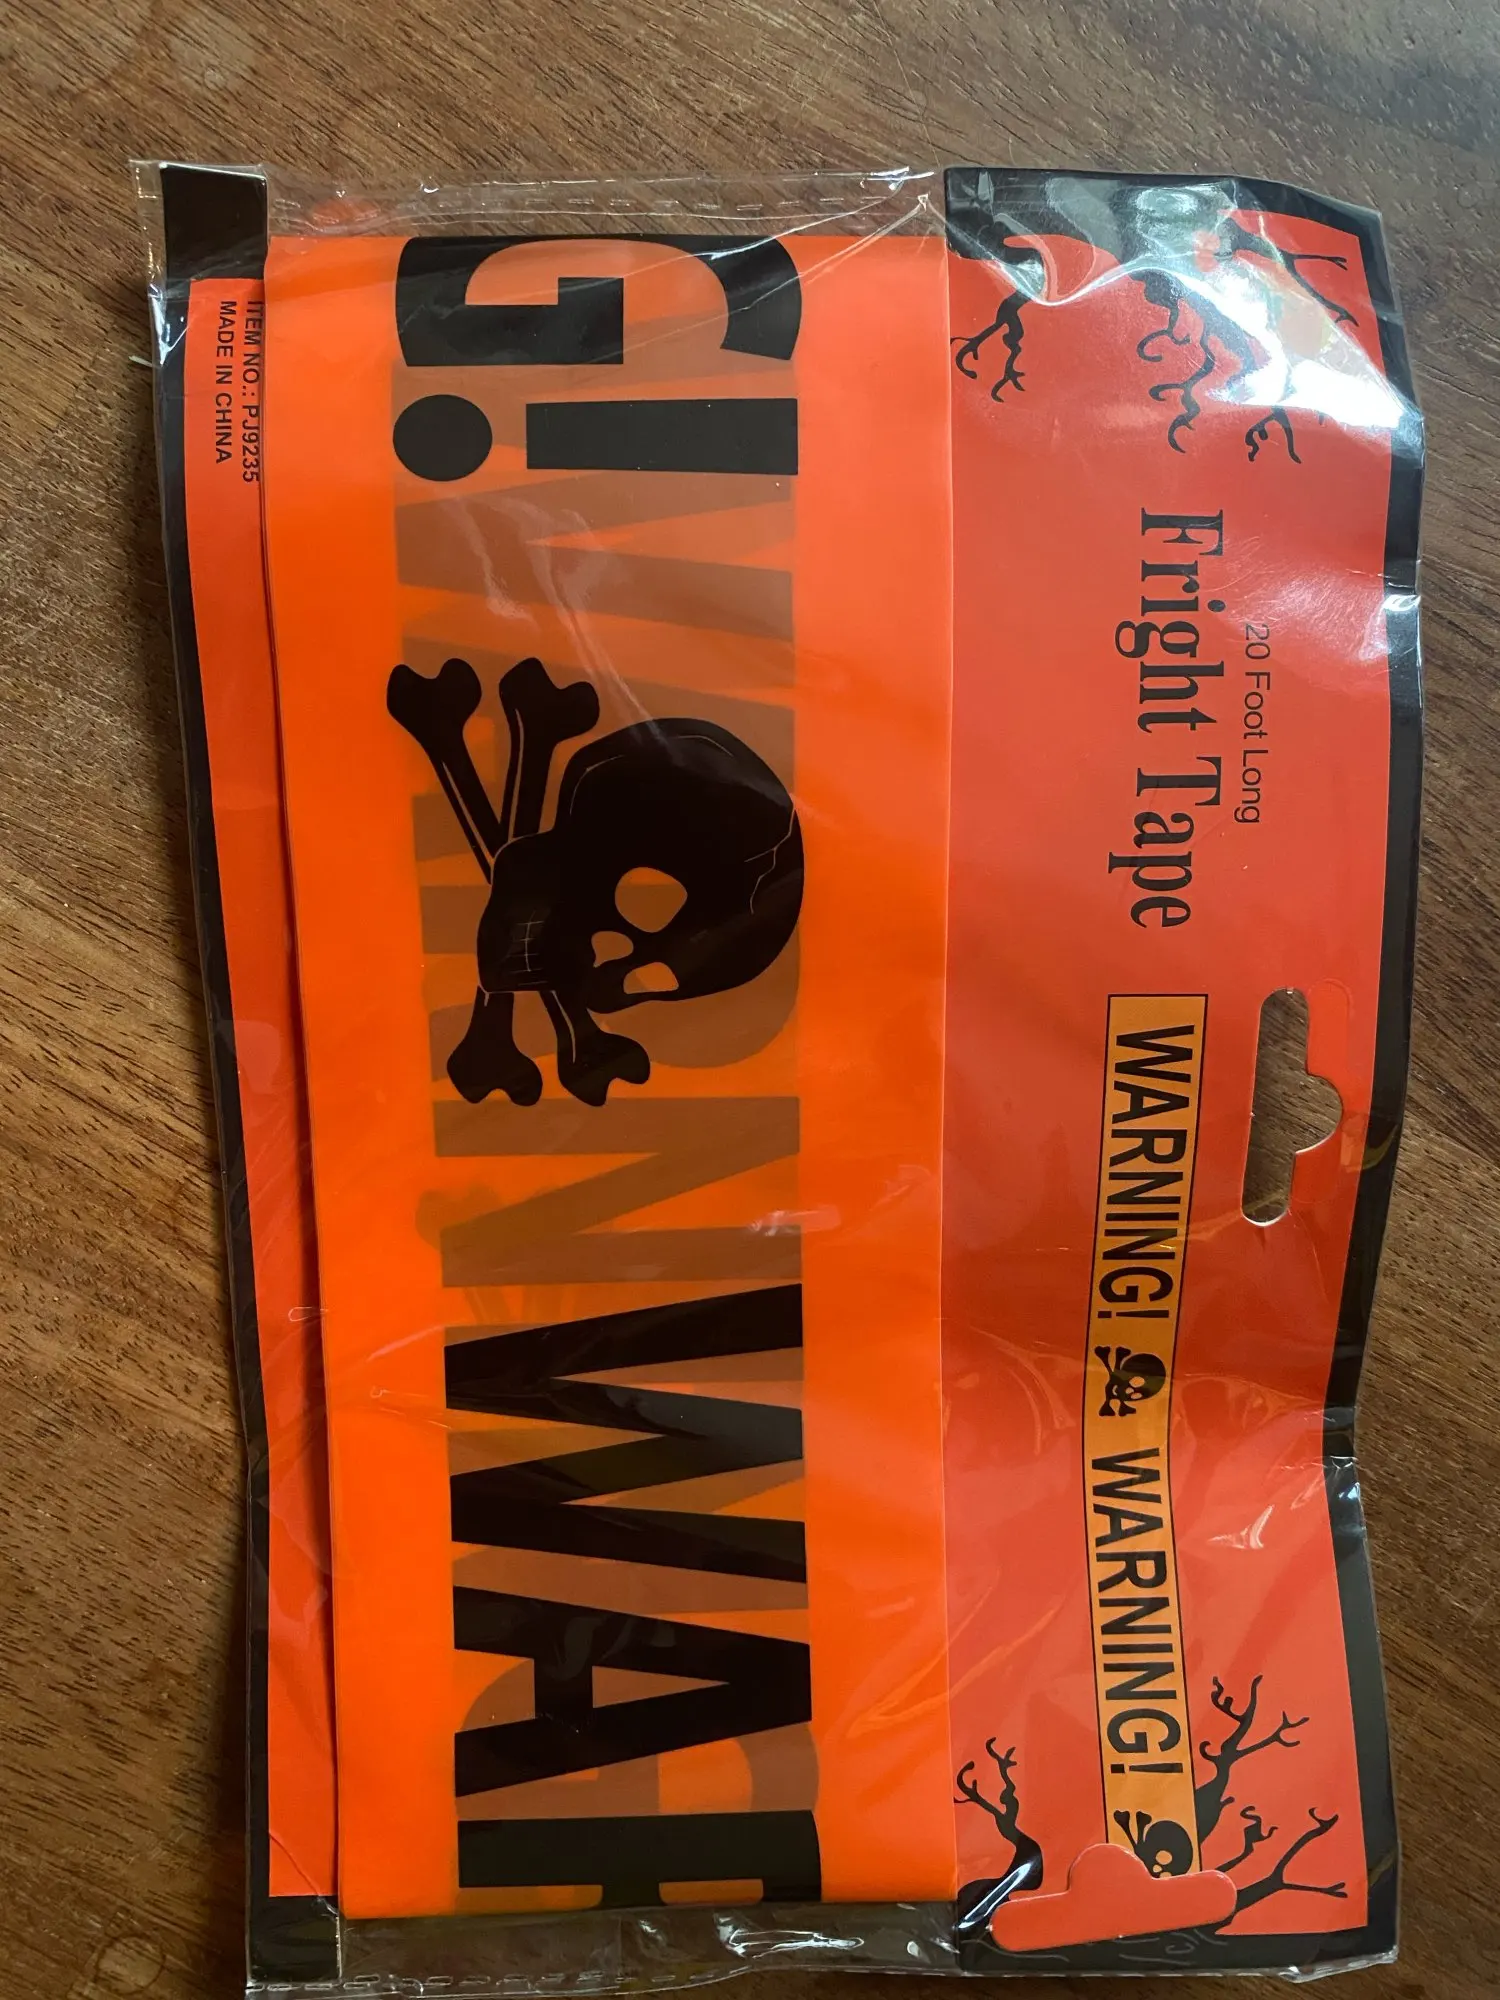 20 Foot Long
Fright Tape
WARNING! WARNING!
G! WAR
ITEM NO.: PJ9235
MADE IN CHINA